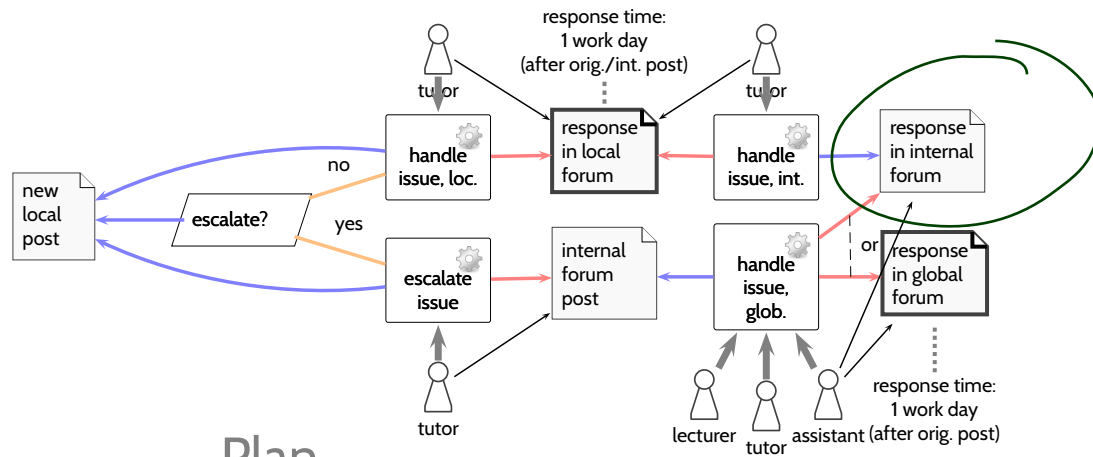 response time:
1 work day
(after orig./int. post)
tutor
tutor
response
in local
forum
handle
issue, loc.
handle
issue, int.
response
in internal
forum
no
new
local
post
escalate?
yes
escalate
issue
internal
forum
post
handle
issue,
glob.
or
response
in global
forum
tutor
lecturer
tutor
assistant
response time:
1 work day
(after orig. post)
Plan